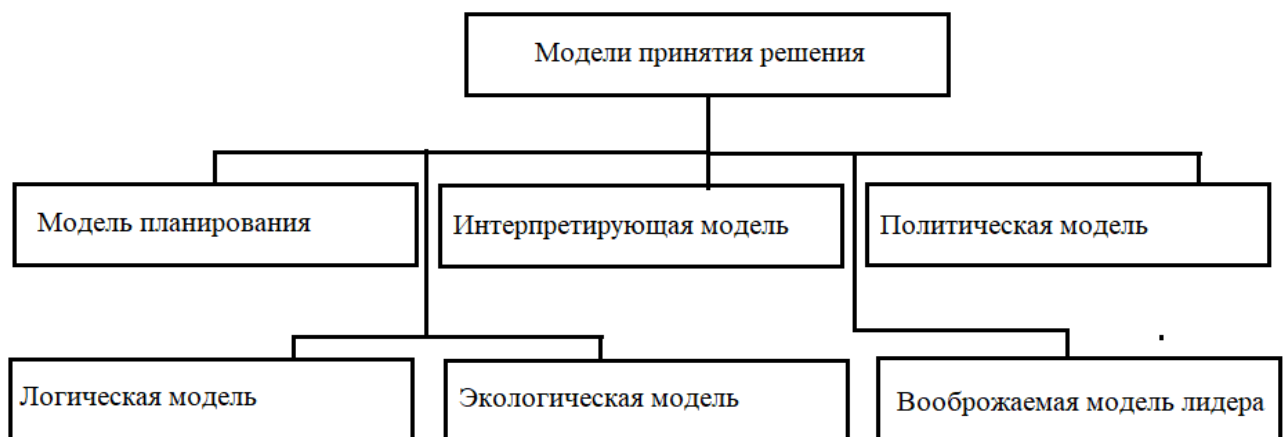 Модели принятия решения
Модель планирования
Интерпретирующая модель
Политическая модель
Логическая модель
Экологическая модель
Вооброжаемая модель лидера